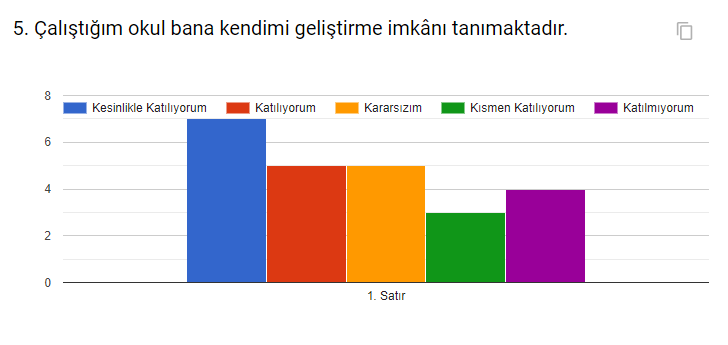 5. Çalıştığım okul bana kendimi geliştirme imkânı tanımaktadır.
8
Kesinlikle Katılıyorum Katılıyorum Kararsızım Kısmen Katılıyorum Katılmıyorum
6
4
2
0
1. Satır